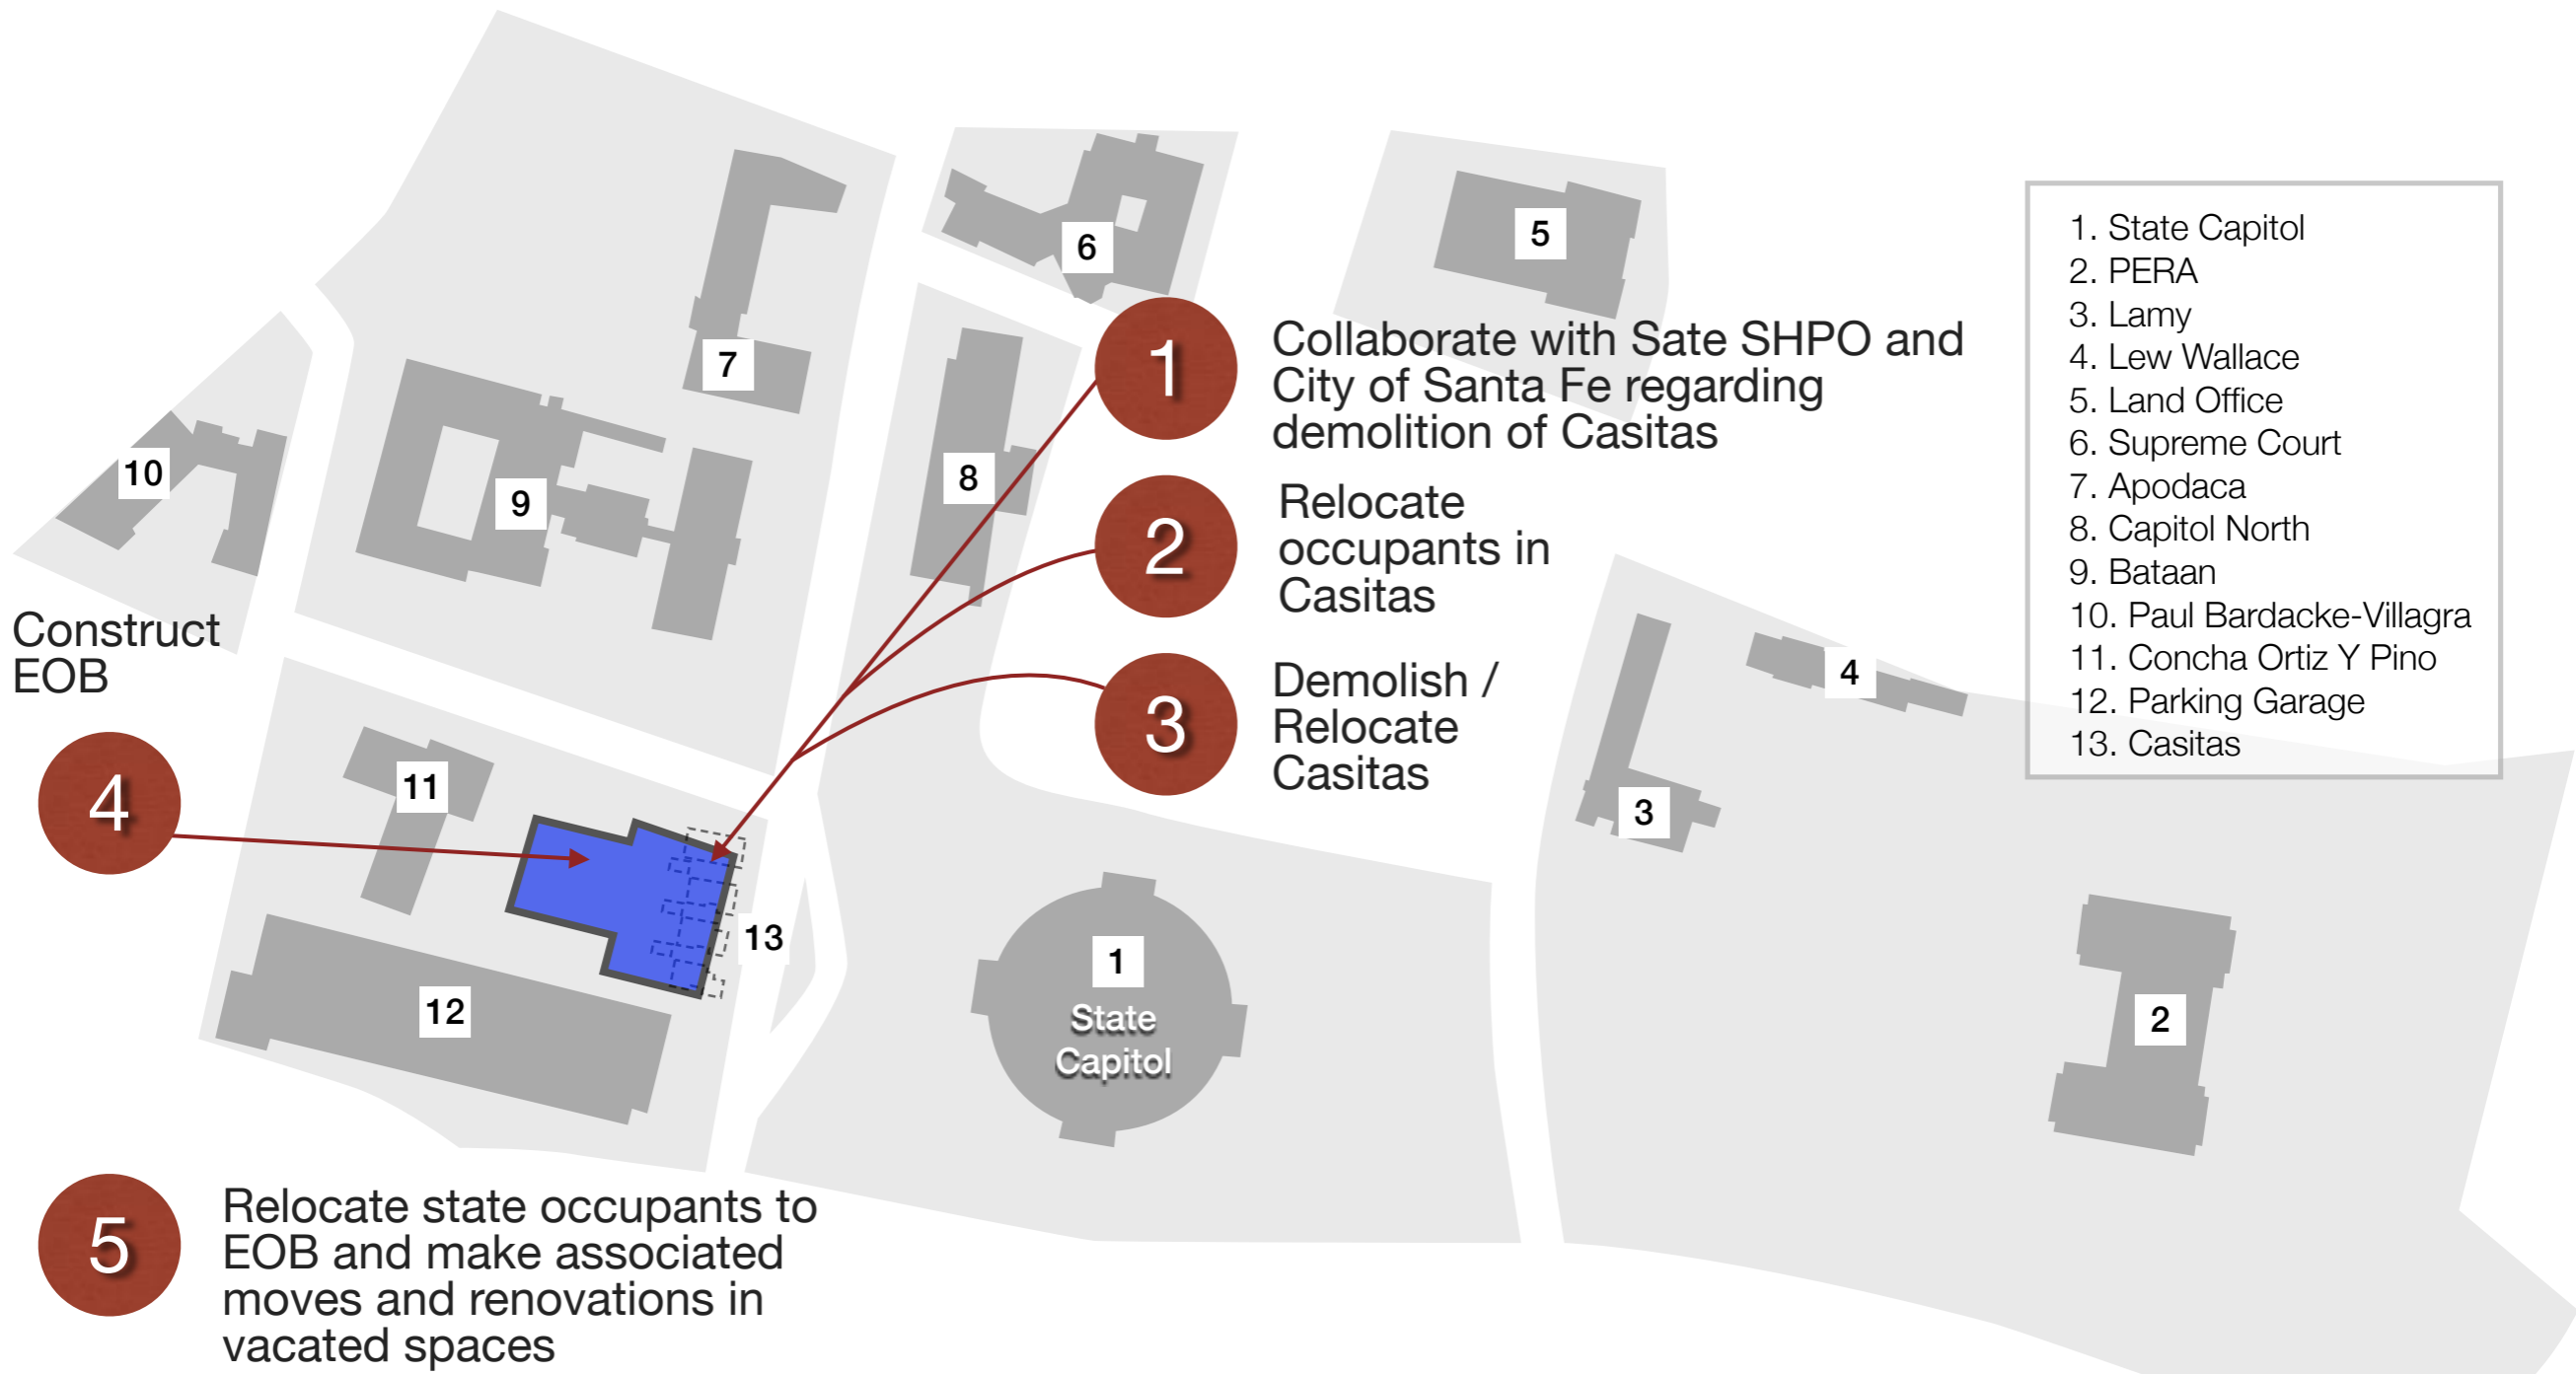 6
5
1. State Capitol
2. PERA
3. Lamy
4. Lew Wallace
5. Land Office
6. Supreme Court
7. Apodaca
8. Capitol North
9. Bataan
10. Paul Bardacke-Villagra
11. Concha Ortiz Y Pino
12. Parking Garage
13. Casitas
7
10
9
8
1
Collaborate with Sate SHPO and
City of Santa Fe regarding
demolition of Casitas
2
Relocate
occupants in
Casitas
3
Demolish /
Relocate
Casitas
Construct
EOB
4
11
12
13
4
3
2
1
State
Capitol
5
Relocate state occupants to
EOB and make associated
moves and renovations in
vacated spaces